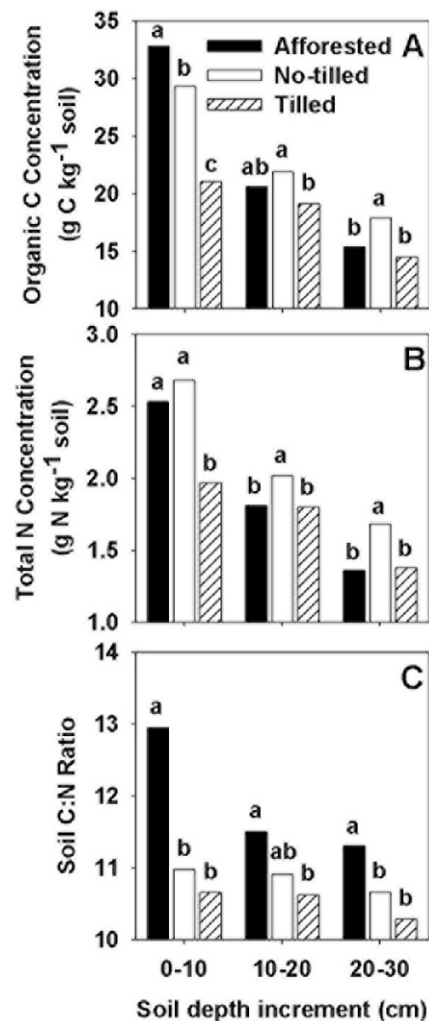 35
30
25
20
15
10
Organic C Concentration
(g C kg-1 soil)
Afforested
No-tilled
Tilled
A
a
b
c
ab
a
b
b
a
b
3.0
2.5
2.0
1.5
1.0
Total N Concentration
(g N kg-1 soil)
B
a
a
b
b
a
b
b
a
b
14
13
12
11
10
Soil C:N Ratio
C
a
b
b
a
ab
b
a
b
b
0-10
10-20
20-30
Soil depth increment (cm)